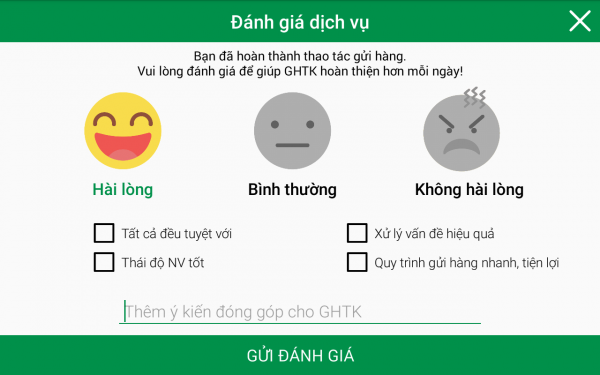 Đánh giá dịch vụ
Bạn đã hoàn thành thao tác gửi hàng.
Vui lòng đánh giá để giúp GHTK hoàn thiện hơn mỗi ngày!
Hài lòng
Bình thường
Không hài lòng
Tất cả đều tuyệt vời
Xử lý vấn đề hiệu quả
Thái độ NV tốt
Quy trình gửi hàng nhanh, tiện lợi
Thêm ý kiến đóng góp cho GHTK
GỬI ĐÁNH GIÁ